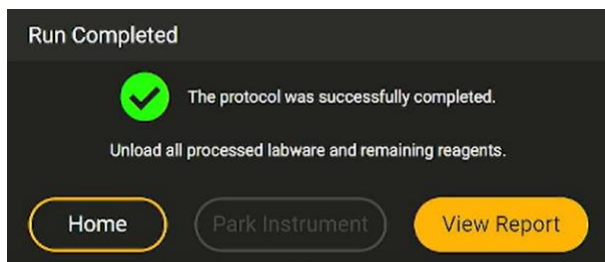 Run Completed
The protocol was successfully completed.
Unload all processed labware and remaining reagents.
Home
Park Instrument
View Report